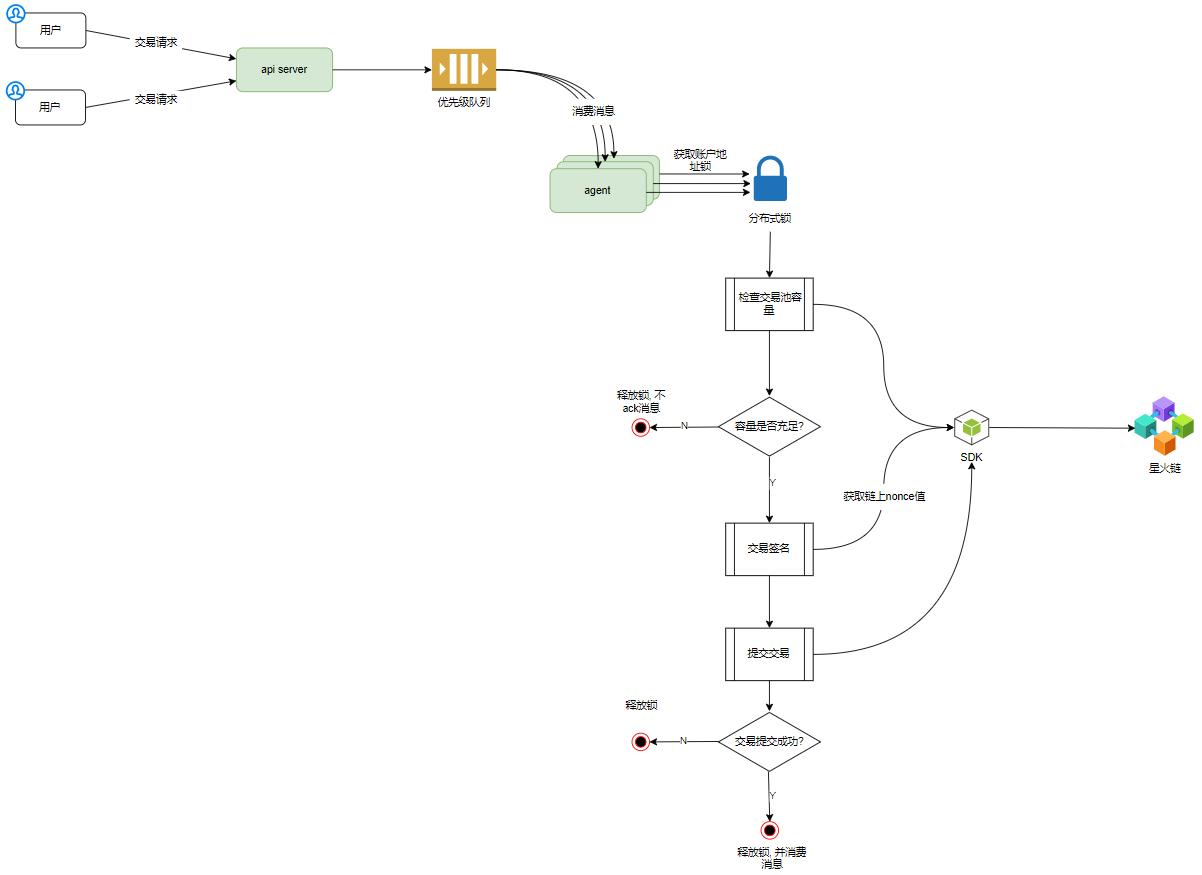 用户
交易请求
api server
用户
交易请求
优先级队列
消费消息
agent
获取账户地
址锁
分布式锁
检查交易池容
量
释放锁, 不
ack消息
N
容量是否充足?
SDK
星火链
Y
获取链上nonce值
交易签名
提交交易
释放锁
N
交易提交成功?
Y
释放锁, 并消费
消息